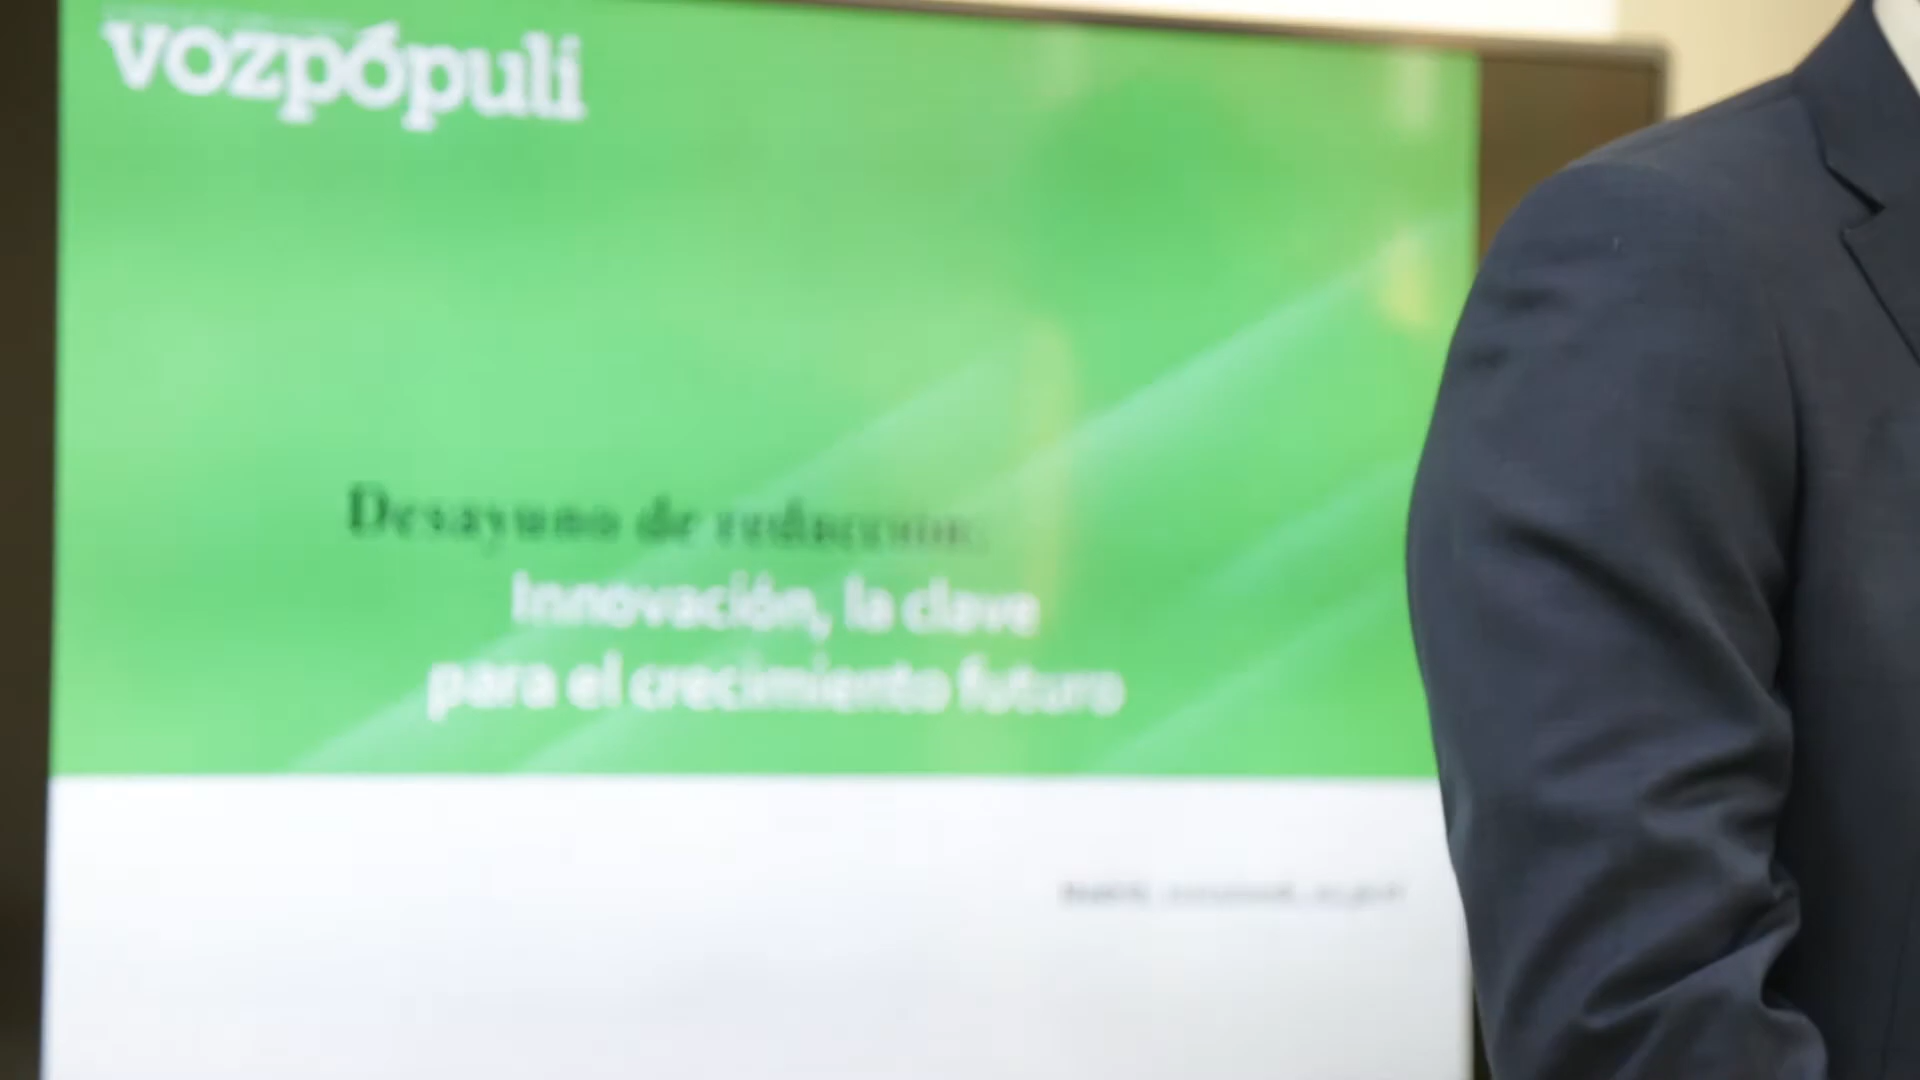 vozpópuli
Desayuno de redacción:
Innovación, la clave
para el crecimiento futuro